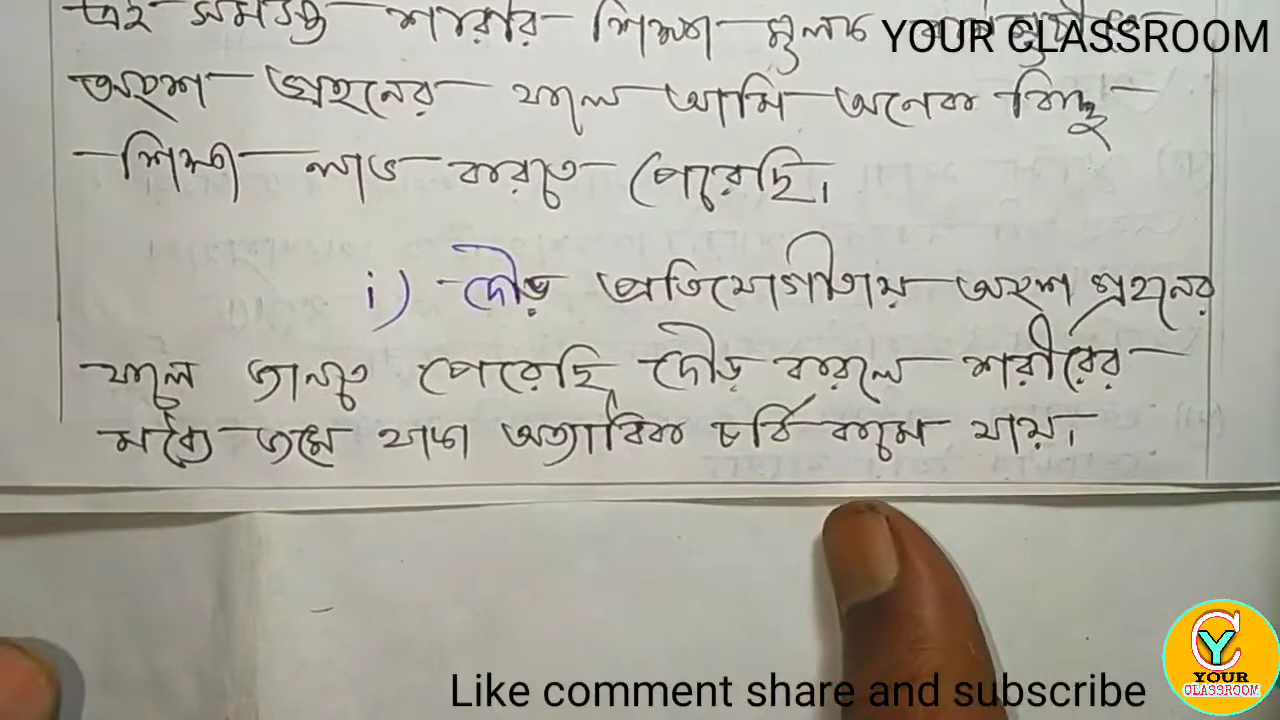 এই সমস্ত শারীর শিক্ষা মূলক
YOUR CLASSROOM
অংশ গ্রহনের ফলে আমি অনেক কিছু
শিক্ষা লাভ করতে পেরেছি।
i) দৌড় প্রতিযোগীতায় অংশ গ্রহনের
ফলে জানতে পেরেছি দৌড় করলে শরীরের
মধ্যে জমে থাকা অত্যাধিক চর্বি কমে যায়।
Like comment share and subscribe
YOUR
CLASSROOM